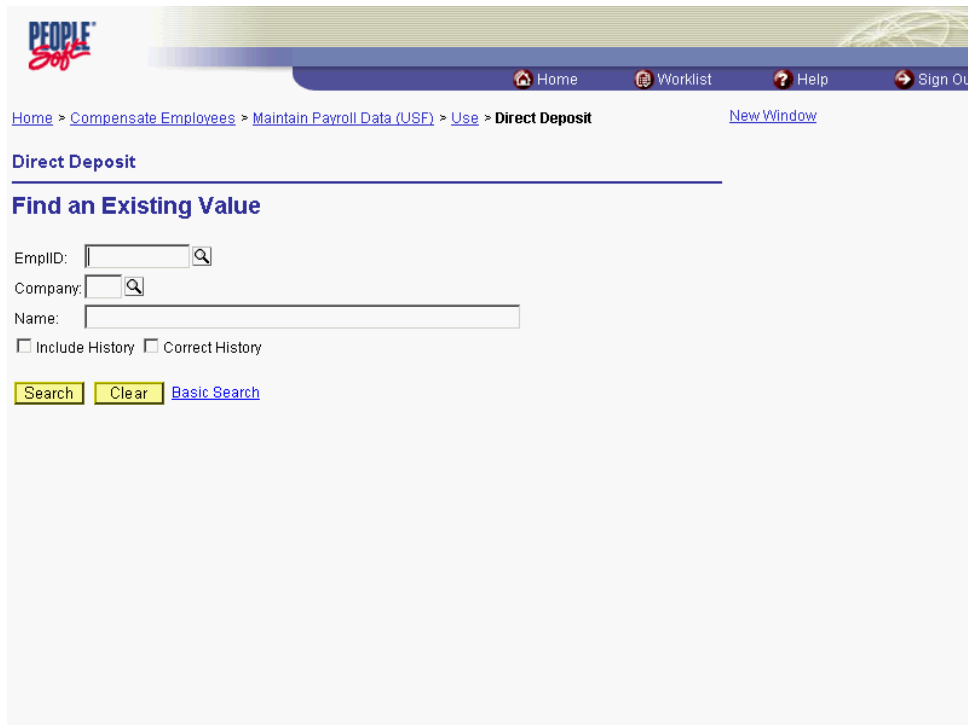 PEOPLE
Soft
Home Worklist Help Sign Ou
Home > Compensate Employees > Maintain Payroll Data (USF) > Use > Direct Deposit New Window
Direct Deposit
Find an Existing Value
EmplID:
Company:
Name:
Include History Correct History
Search Clear Basic Search